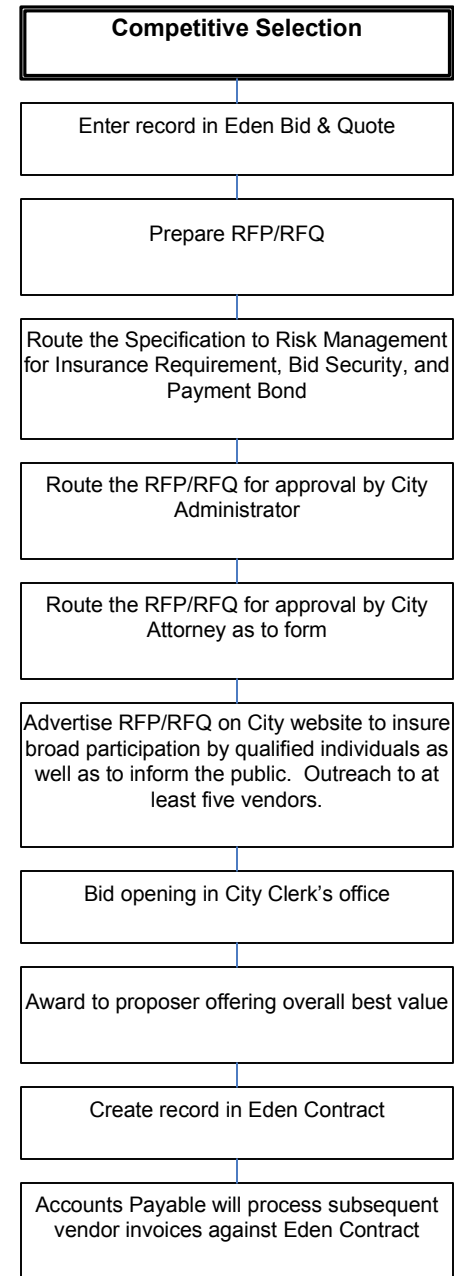 Competitive Selection
Enter record in Eden Bid & Quote
Prepare RFP/RFQ
Route the Specification to Risk Management
for Insurance Requirement, Bid Security, and
Payment Bond
Route the RFP/RFQ for approval by City
Administrator
Route the RFP/RFQ for approval by City
Attorney as to form
Advertise RFP/RFQ on City website to insure
broad participation by qualified individuals as
well as to inform the public.  Outreach to at
least five vendors.
Bid opening in City Clerk’s office
Award to proposer offering overall best value
Create record in Eden Contract
Accounts Payable will process subsequent
vendor invoices against Eden Contract